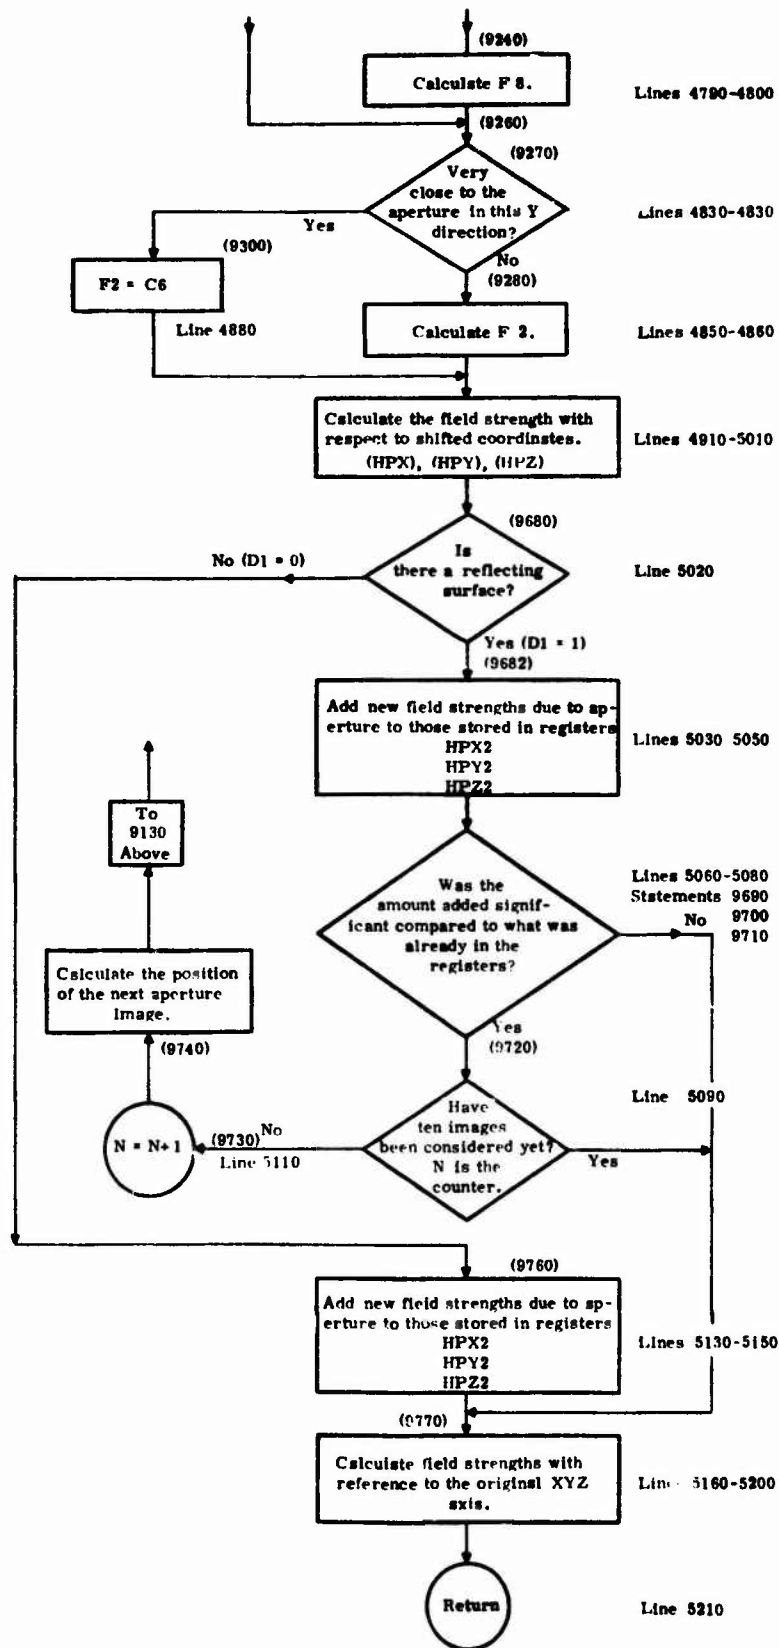 (9240)
Calculate F 8.
Lines 4790-4800
(9260)
(9270)
Very
close to the
aperture in this Y
direction?
Lines 4830-4830
Yes
(9300)
F2 = C6
Line 4880
No
(9280)
Calculate F 2.
Lines 4850-4860
Calculate the field strength with
respect to shifted coordinates.
(HPX), (HPY), (HPZ)
Lines 4910-5010
(9680)
Is
there a reflecting
surface?
Line 5020
No (D1 = 0)
Yes (D1 = 1)
(9682)
Add new field strengths due to ap-
erture to those stored in registers
HPX2
HPY2
HPZ2
Lines 5030 5050
To
9130
Above
Was the
amount added signif-
icant compared to what was
already in the
registers?
Lines 5060-5080
Statements 9690
No 9700
9710
Calculate the position
of the next aperture
Image.
(9740)
Yes
(9720)
Line 5090
Have
ten images
been considered yet?
N is the
counter.
No
(9730)
Line 5110
N = N+1
Yes
(9760)
Add new field strengths due to ap-
erture to those stored in registers
HPX2
HPY2
HPZ2
Lines 5130-5150
(9770)
Calculate field strengths with
reference to the original XYZ
axis.
Line 5160-5200
Return
Line 5210